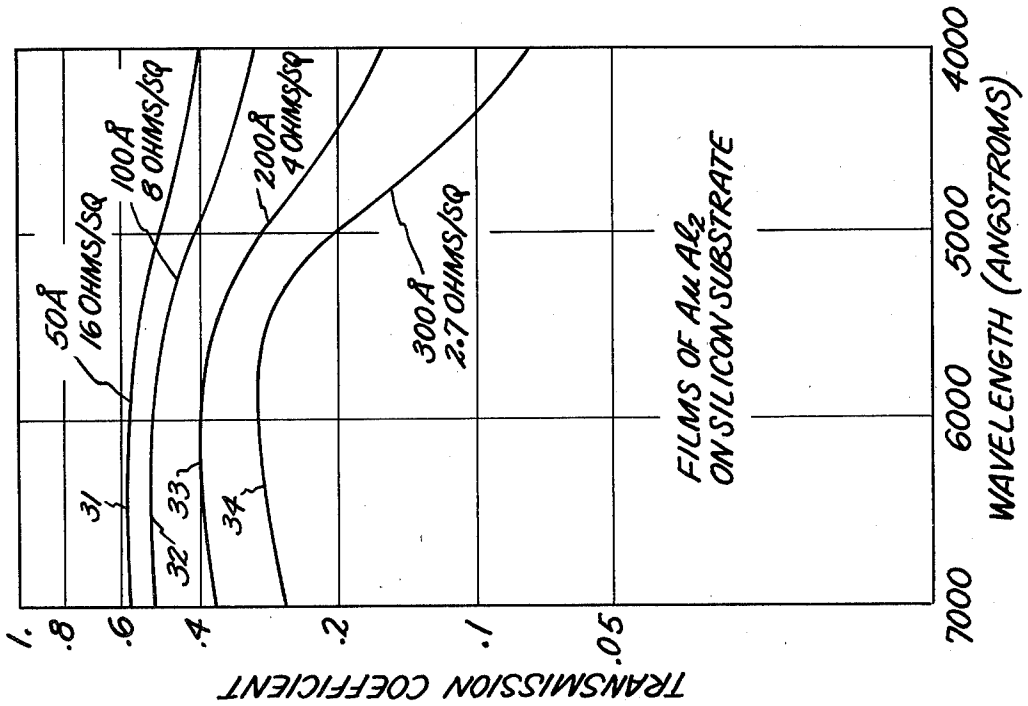 1.
.8
.6
.4
.2
.1
.05
TRANSMISSION COEFFICIENT
7000
6000
5000
4000
WAVELENGTH (ANGSTROMS)
31
32
33
34
50Å
16 OHMS/SQ
100Å
8 OHMS/SQ
200Å
4 OHMS/SQ
300Å
2.7 OHMS/SQ
FILMS OF Au Al₂
ON SILICON SUBSTRATE